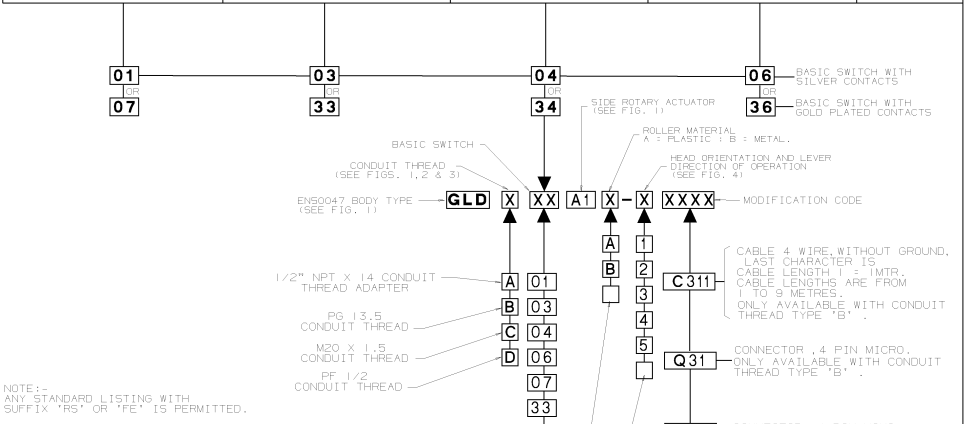 01
03
04
06
BASIC SWITCH WITH
SILVER CONTACTS
OR
OR
OR
OR
07
33
34
36
BASIC SWITCH WITH
GOLD PLATED CONTACTS
SIDE ROTARY ACTUATOR
(SEE FIG. 1)
ROLLER MATERIAL
A = PLASTIC ; B = METAL.
BASIC SWITCH
HEAD ORIENTATION AND LEVER
DIRECTION OF OPERATION
(SEE FIG. 4)
CONDUIT THREAD
(SEE FIGS. 1,2 & 3)
EN50047 BODY TYPE
(SEE FIG. 1)
GLD X XX A1 X - X XXXX
MODIFICATION CODE
1/2" NPT X 14 CONDUIT
THREAD ADAPTER
A
PG 13.5
CONDUIT THREAD
B
M20 X 1.5
CONDUIT THREAD
C
PF 1/2
CONDUIT THREAD
D
01
03
04
06
07
33
A
B
1
2
3
4
5
C311
CABLE 4 WIRE, WITHOUT GROUND,
LAST CHARACTER IS
CABLE LENGTH 1 = 1MTR.
CABLE LENGTHS ARE FROM
1 TO 9 METRES.
ONLY AVAILABLE WITH CONDUIT
THREAD TYPE 'B' .
Q31
CONNECTOR , 4 PIN MICRO.
ONLY AVAILABLE WITH CONDUIT
THREAD TYPE 'B' .
NOTE:-
ANY STANDARD LISTING WITH
SUFFIX 'RS' OR 'FE' IS PERMITTED.